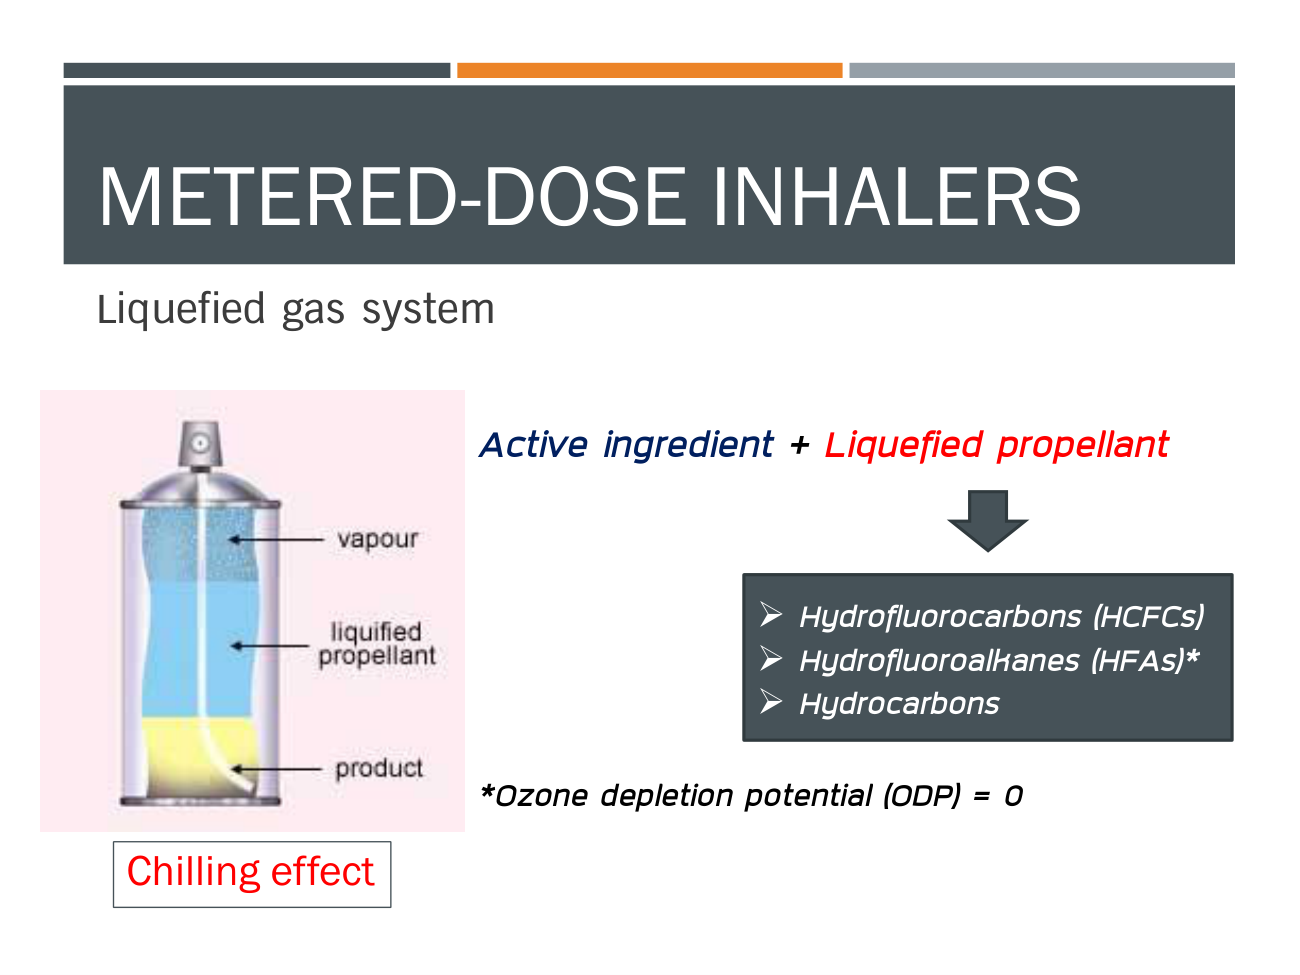 METERED-DOSE INHALERS
Liquefied gas system
vapour
liquified
propellant
product
Chilling effect
Active ingredient + Liquefied propellant
➢ Hydrofluorocarbons (HCFCs)
➢ Hydrofluoroalkanes (HFAs)*
➢ Hydrocarbons
*Ozone depletion potential (ODP) = 0